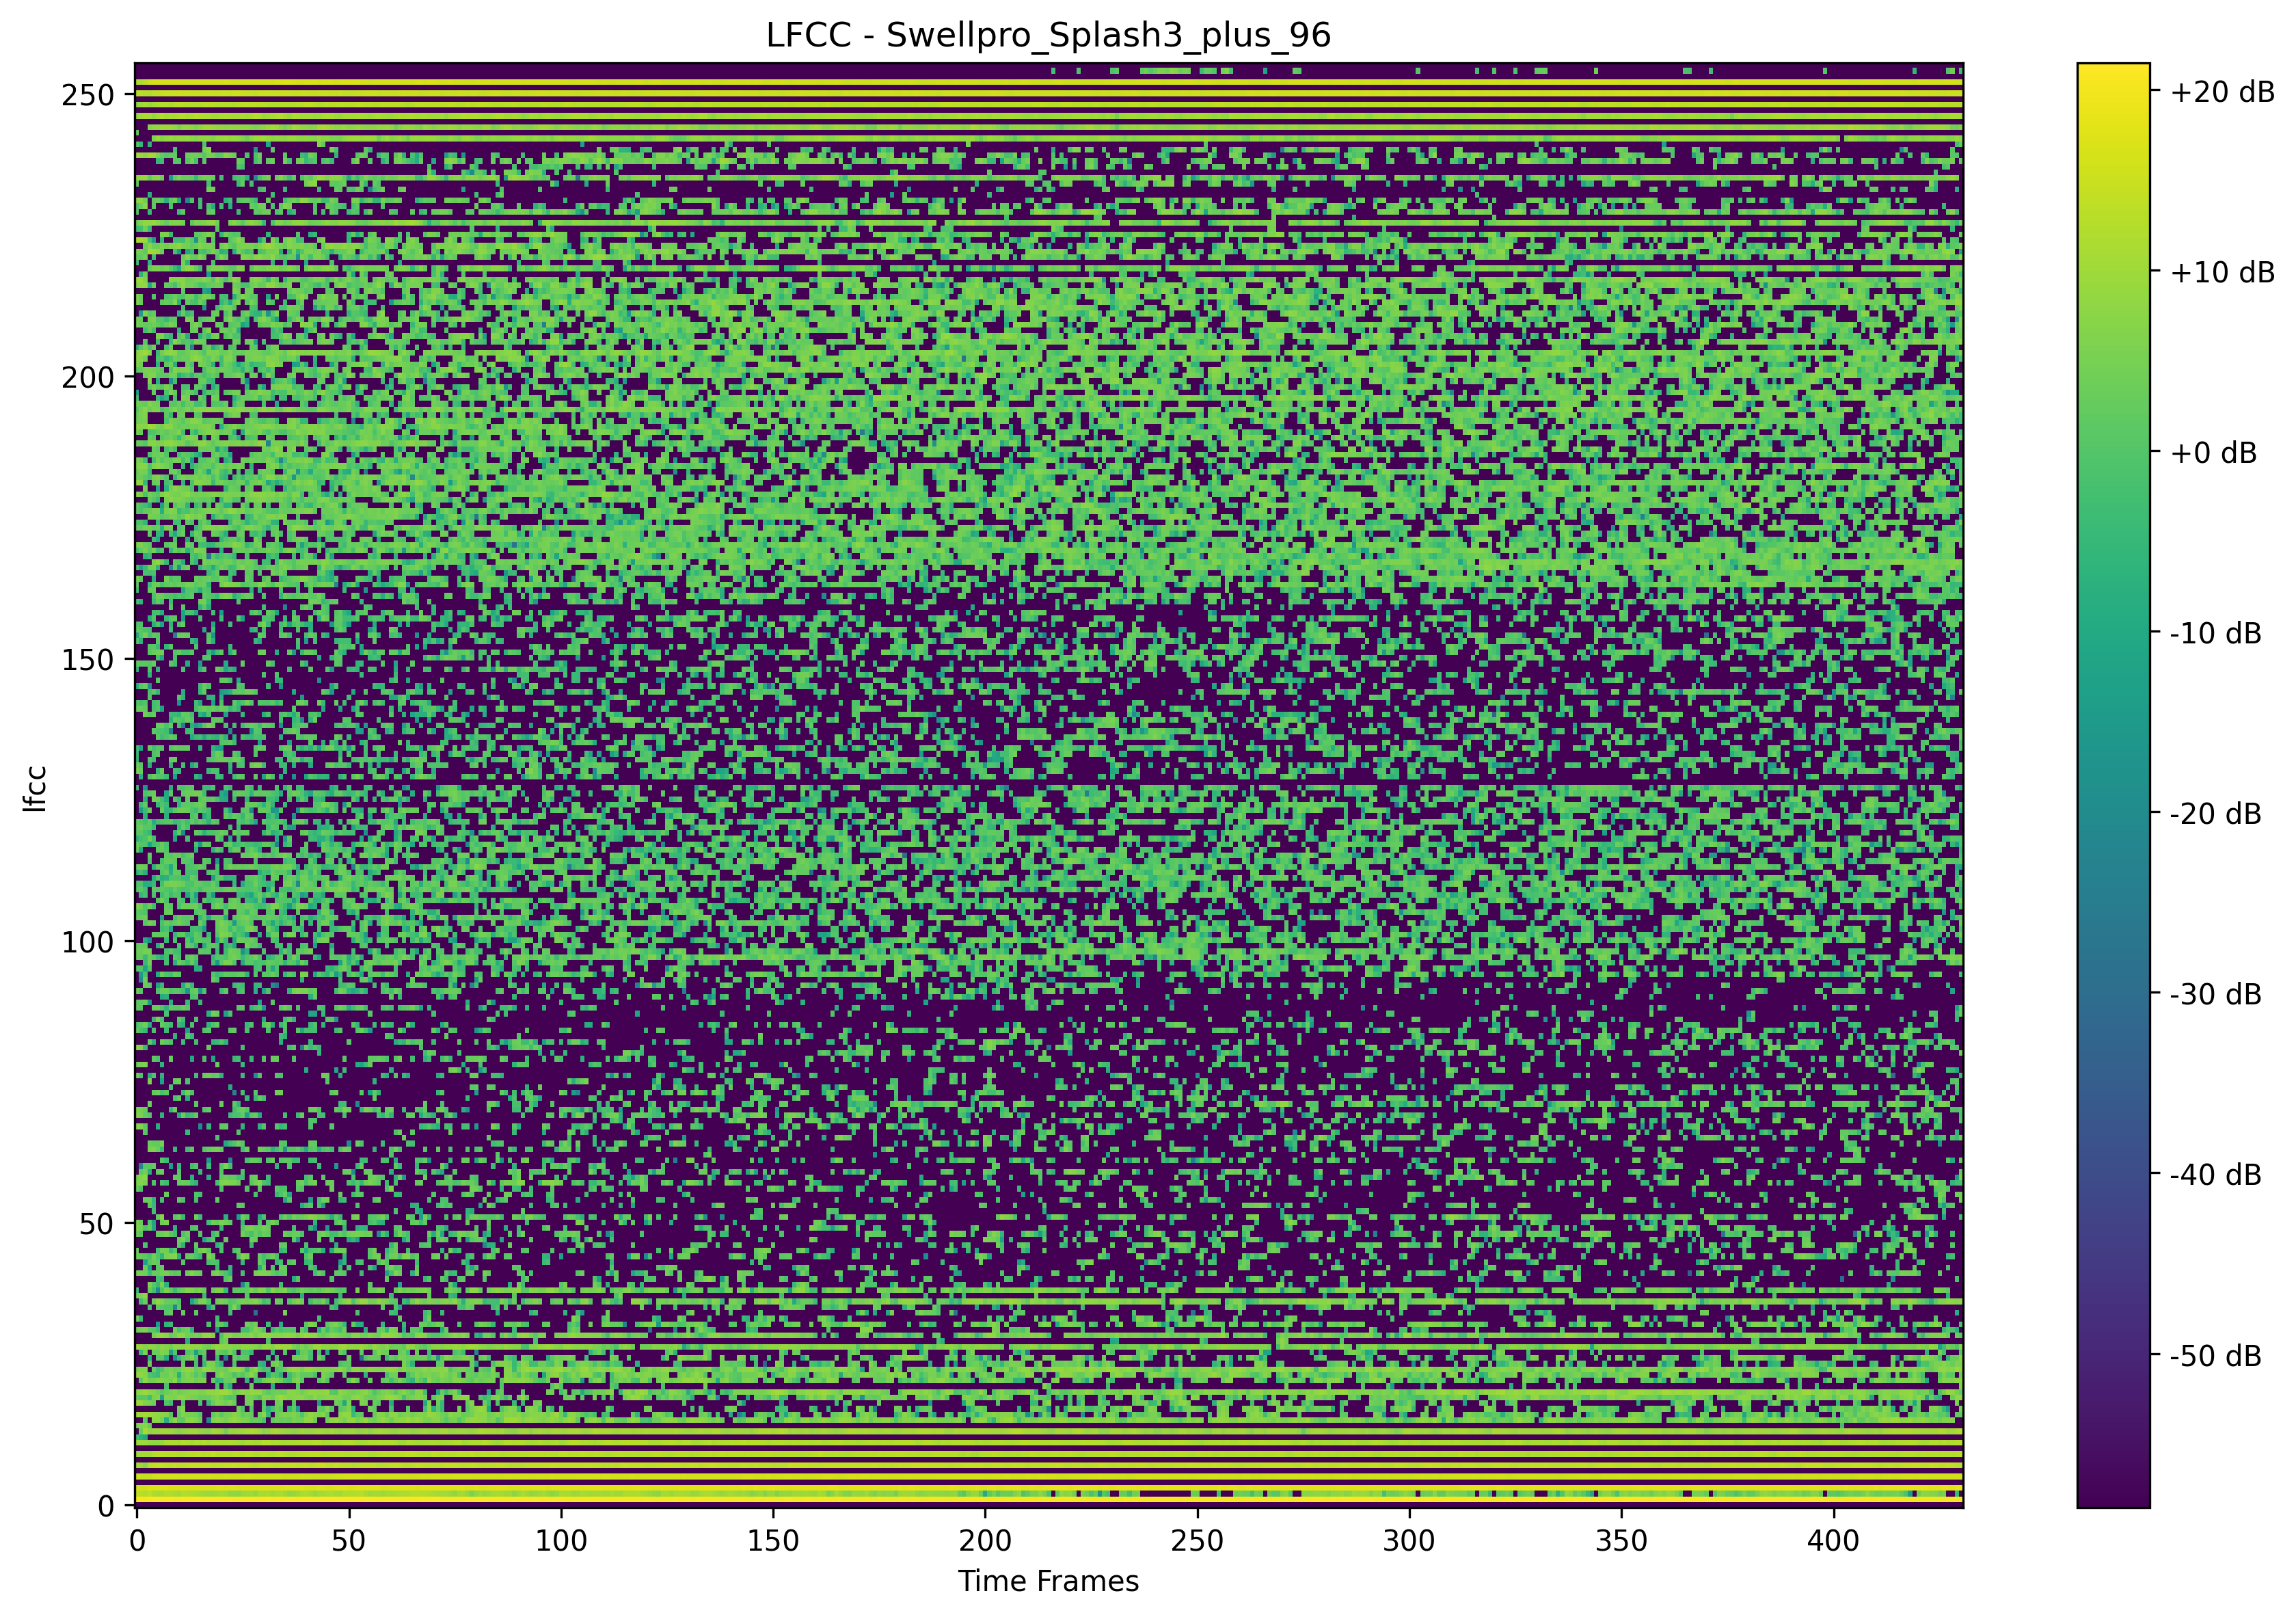 LFCC - Swellpro_Splash3_plus_96
250
200
150
100
50
0
lfcc
0 50 100 150 200 250 300 350 400
Time Frames
+20 dB
+10 dB
+0 dB
-10 dB
-20 dB
-30 dB
-40 dB
-50 dB